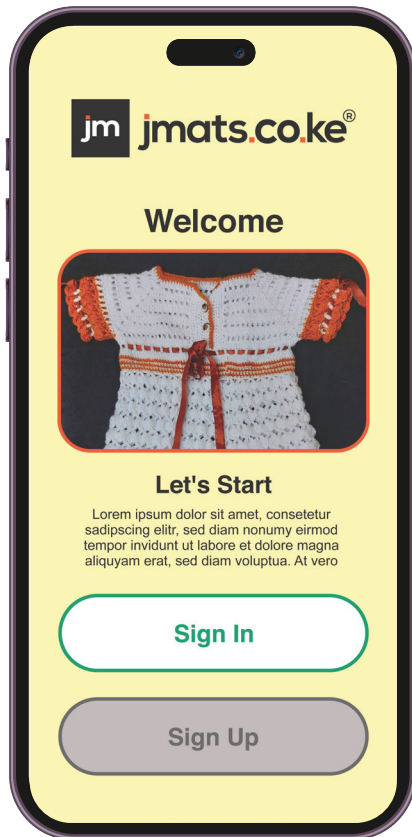 jm jmats.co.ke®
Welcome
Let's Start
Lorem ipsum dolor sit amet, consetetur
sadipscing elitr, sed diam nonumy eirmod
tempor invidunt ut labore et dolore magna
aliquyam erat, sed diam voluptua. At vero
Sign In
Sign Up